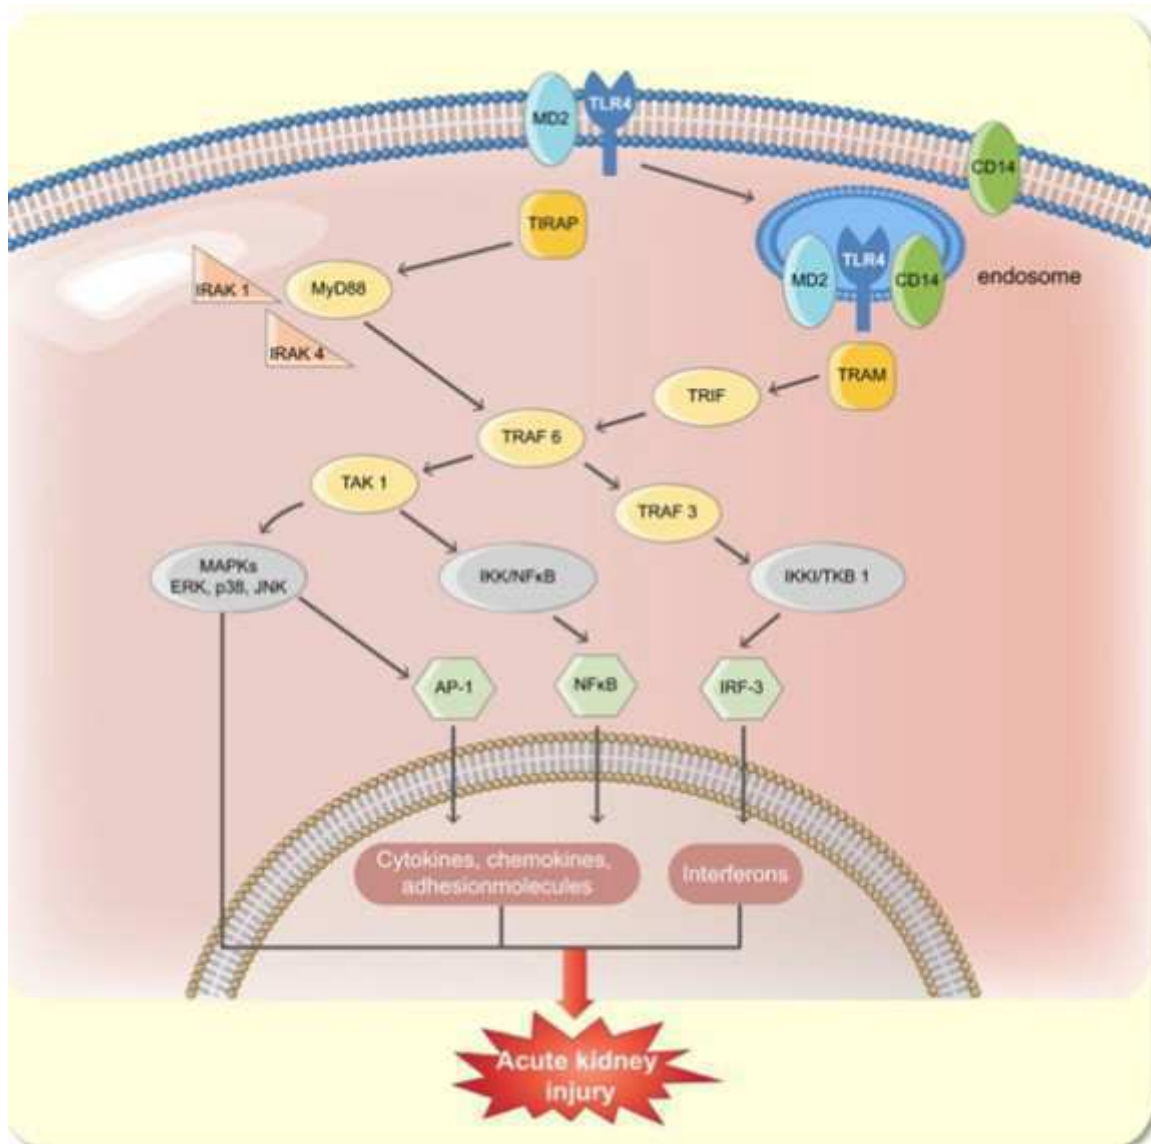 TLR4
MD2
CD14
TIRAP
TLR4
MD2
CD14
endosome
IRAK 1
MyD88
IRAK 4
TRAM
TRIF
TRAF 6
TAK 1
TRAF 3
MAPKs
ERK, p38, JNK
IKK/NFκB
IKKI/TKB 1
AP-1
NFκB
IRF-3
Cytokines, chemokines,
adhesionmolecules
Interferons
Acute kidney
injury